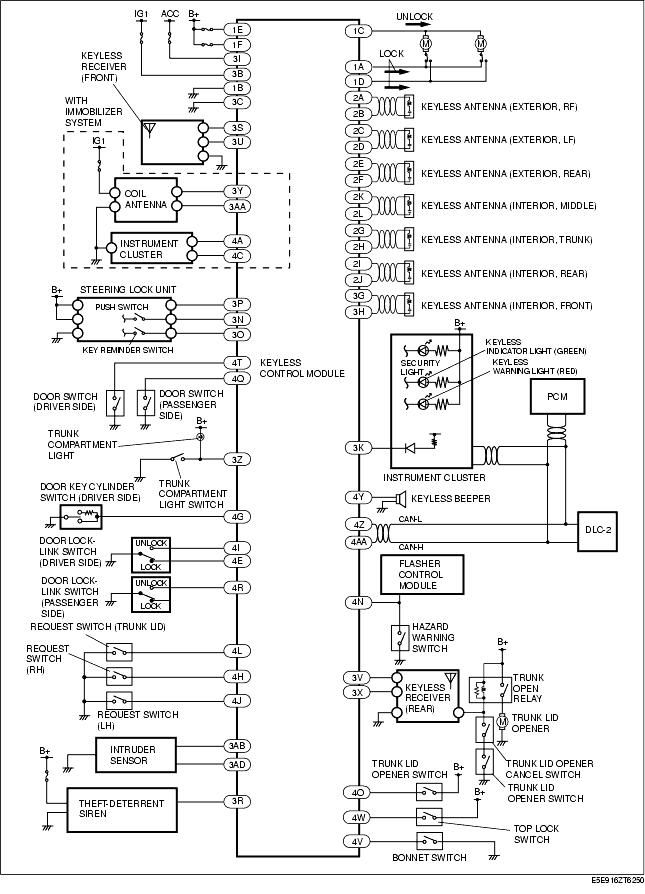 IG1
ACC
B+
1E
1F
3I
3B
1B
3C
KEYLESS
RECEIVER
(FRONT)
WITH
IMMOBILIZER
SYSTEM
IG1
3S
3U
COIL
ANTENNA
3Y
3AA
INSTRUMENT
CLUSTER
4A
4C
STEERING LOCK UNIT
B+
PUSH SWITCH
KEY REMINDER SWITCH
3P
3N
3O
4T
4Q
KEYLESS
CONTROL MODULE
DOOR SWITCH
(DRIVER SIDE)
DOOR SWITCH
(PASSENGER
SIDE)
B+
TRUNK
COMPARTMENT
LIGHT
3Z
TRUNK
COMPARTMENT
LIGHT SWITCH
DOOR KEY CYLINDER
SWITCH (DRIVER SIDE)
4G
DOOR LOCK-
LINK SWITCH
(DRIVER SIDE)
UNLOCK
LOCK
4I
4E
DOOR LOCK-
LINK SWITCH
(PASSENGER
SIDE)
UNLOCK
LOCK
4R
REQUEST SWITCH (TRUNK LID)
4L
REQUEST
SWITCH
(RH)
4H
4J
REQUEST SWITCH
(LH)
INTRUDER
SENSOR
3AB
3AD
B+
THEFT-DETERRENT
SIREN
3R
UNLOCK
1C
M
M
LOCK
1A
1D
2A
2B
KEYLESS ANTENNA (EXTERIOR, RF)
2C
2D
KEYLESS ANTENNA (EXTERIOR, LF)
2E
2F
KEYLESS ANTENNA (EXTERIOR, REAR)
2K
2L
KEYLESS ANTENNA (INTERIOR, MIDDLE)
2G
2H
KEYLESS ANTENNA (INTERIOR, TRUNK)
2I
2J
KEYLESS ANTENNA (INTERIOR, REAR)
3G
3H
KEYLESS ANTENNA (INTERIOR, FRONT)
B+
SECURITY
LIGHT
KEYLESS
INDICATOR LIGHT (GREEN)
KEYLESS
WARNING LIGHT (RED)
PCM
3K
INSTRUMENT CLUSTER
4Y
KEYLESS BEEPER
4Z
CAN-L
4AA
CAN-H
DLC-2
FLASHER
CONTROL
MODULE
4N
HAZARD
WARNING
SWITCH
B+
3V
3X
KEYLESS
RECEIVER
(REAR)
TRUNK
OPEN
RELAY
M
TRUNK LID
OPENER
TRUNK LID OPENER
CANCEL SWITCH
TRUNK LID
OPENER SWITCH
TRUNK LID
OPENER SWITCH
B+
4O
B+
4W
TOP LOCK
SWITCH
4V
BONNET SWITCH
E5E916ZT6250